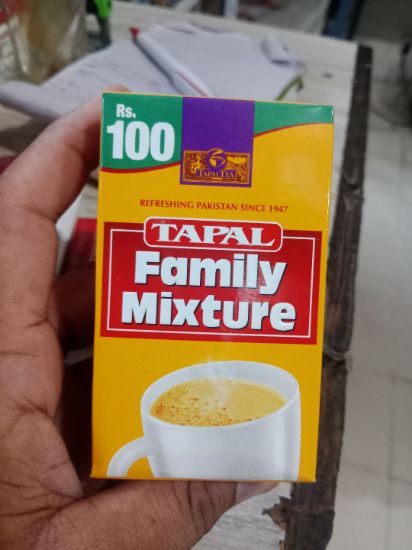 Rs.
100
TAPAL TEA
REFRESHING PAKISTAN SINCE 1947
TAPAL
Family
Mixture